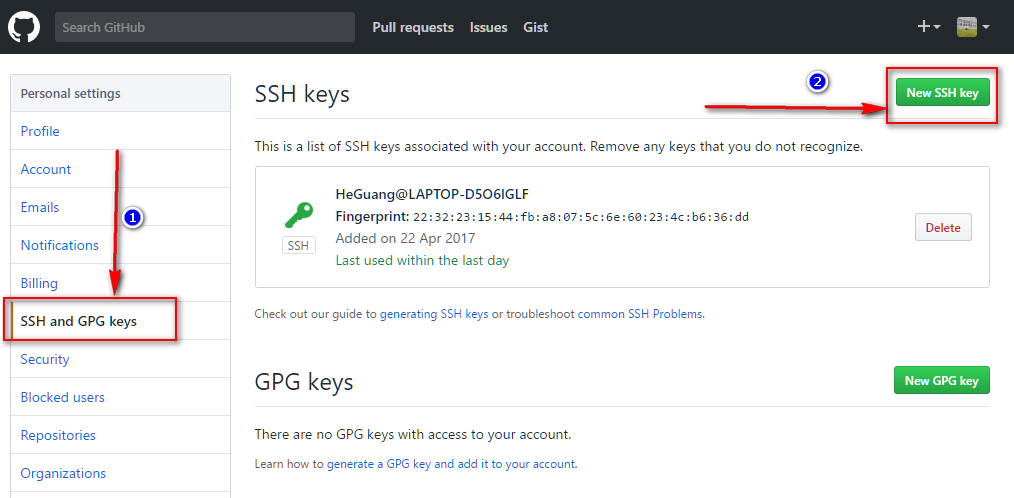 Search GitHub
Pull requests Issues Gist
Personal settings
Profile
Account
Emails
Notifications
Billing
SSH and GPG keys
Security
Blocked users
Repositories
Organizations
1
SSH keys
2
New SSH key
This is a list of SSH keys associated with your account. Remove any keys that you do not recognize.
HeGuang@LAPTOP-D5O6IGLF
Fingerprint: 22:32:23:15:44:fb:a8:07:5c:6e:60:23:4c:b6:36:dd
SSH
Added on 22 Apr 2017
Last used within the last day
Delete
Check out our guide to generating SSH keys or troubleshoot common SSH Problems.
GPG keys
New GPG key
There are no GPG keys with access to your account.
Learn how to generate a GPG key and add it to your account.